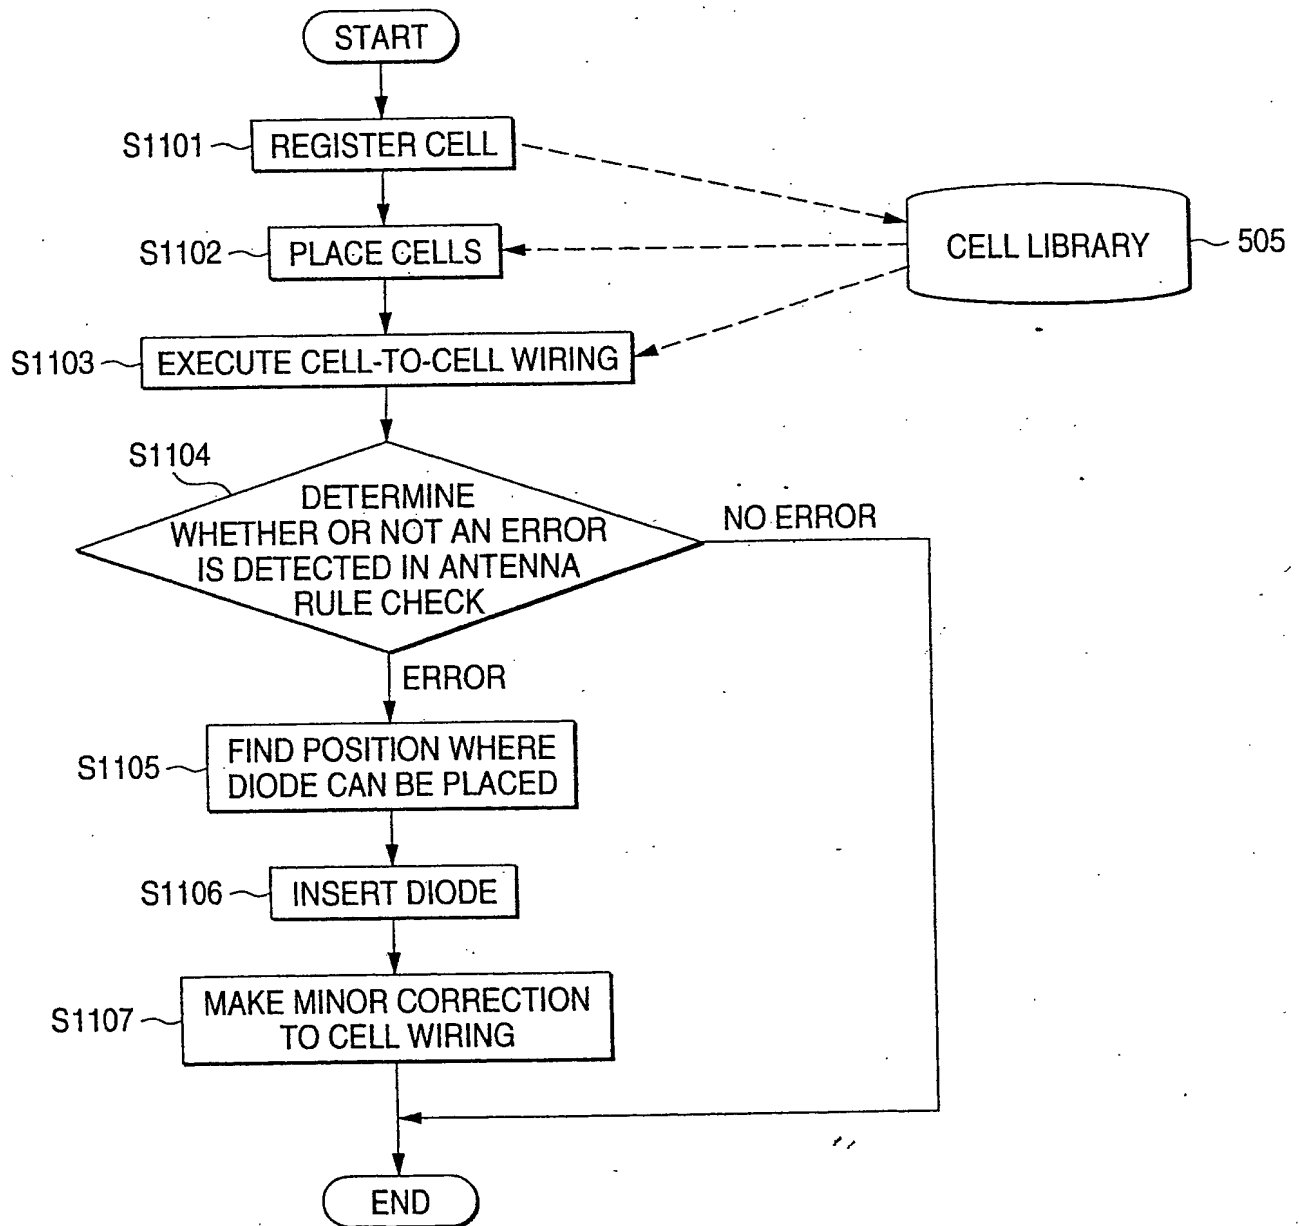 START
S1101
REGISTER CELL
S1102
PLACE CELLS
CELL LIBRARY
505
S1103
EXECUTE CELL-TO-CELL WIRING
S1104
DETERMINE
WHETHER OR NOT AN ERROR
IS DETECTED IN ANTENNA
RULE CHECK
NO ERROR
ERROR
S1105
FIND POSITION WHERE
DIODE CAN BE PLACED
S1106
INSERT DIODE
S1107
MAKE MINOR CORRECTION
TO CELL WIRING
END